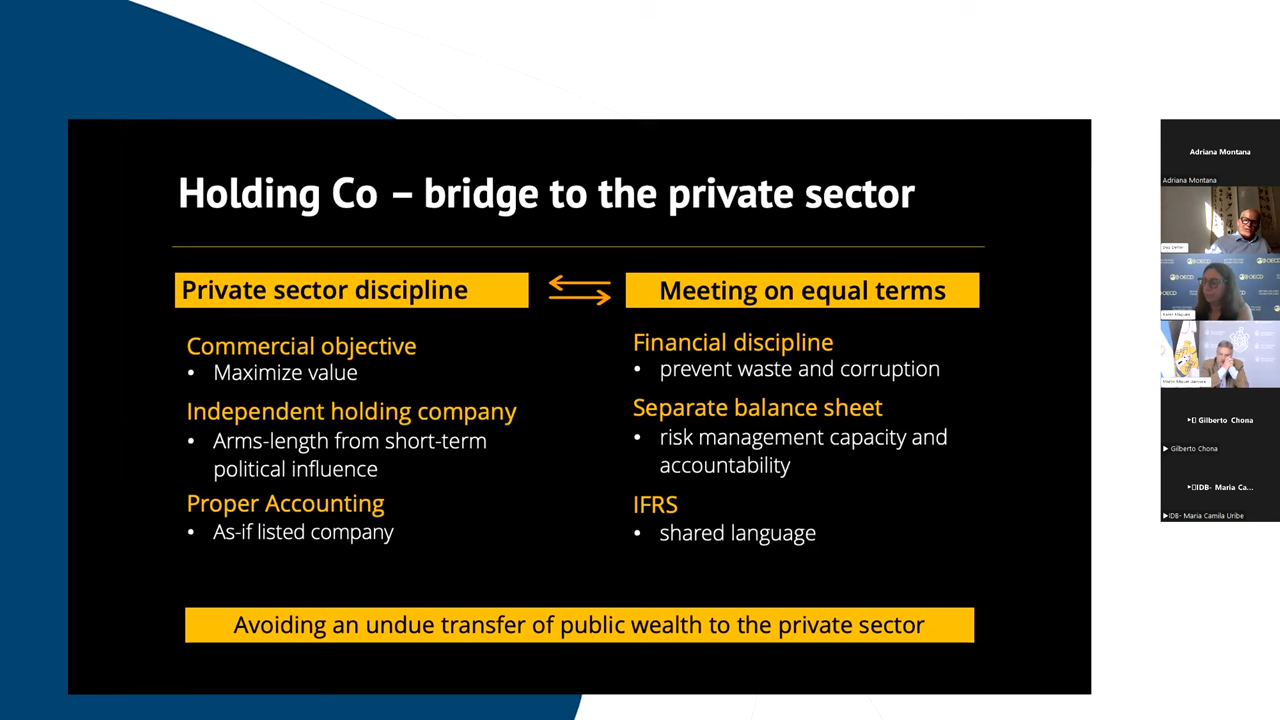 Holding Co – bridge to the private sector
Private sector discipline
Meeting on equal terms
Commercial objective
• Maximize value
Independent holding company
• Arms-length from short-term
political influence
Proper Accounting
• As-if listed company
Financial discipline
• prevent waste and corruption
Separate balance sheet
• risk management capacity and
accountability
IFRS
• shared language
Avoiding an undue transfer of public wealth to the private sector
Adriana Montana
Adriana Montana
OECD
OECD
OECD
Gilberto Chona
Gilberto Chona
IDB- Maria Ca...
IDB- Maria Camila Uribe